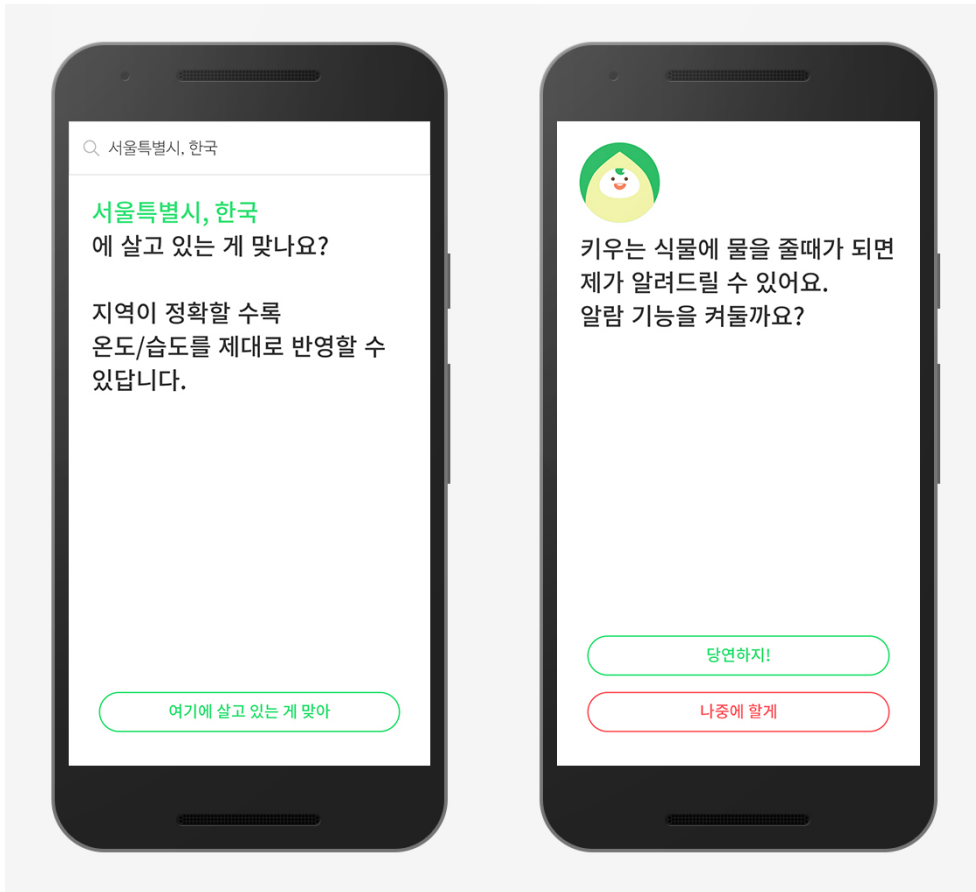 서울특별시, 한국
서울특별시, 한국
에 살고 있는 게 맞나요?
지역이 정확할 수록
온도/습도를 제대로 반영할 수
있답니다.
여기에 살고 있는 게 맞아
키우는 식물에 물을 줄때가 되면
제가 알려드릴 수 있어요.
알람 기능을 켜둘까요?
당연하지!
나중에 할게